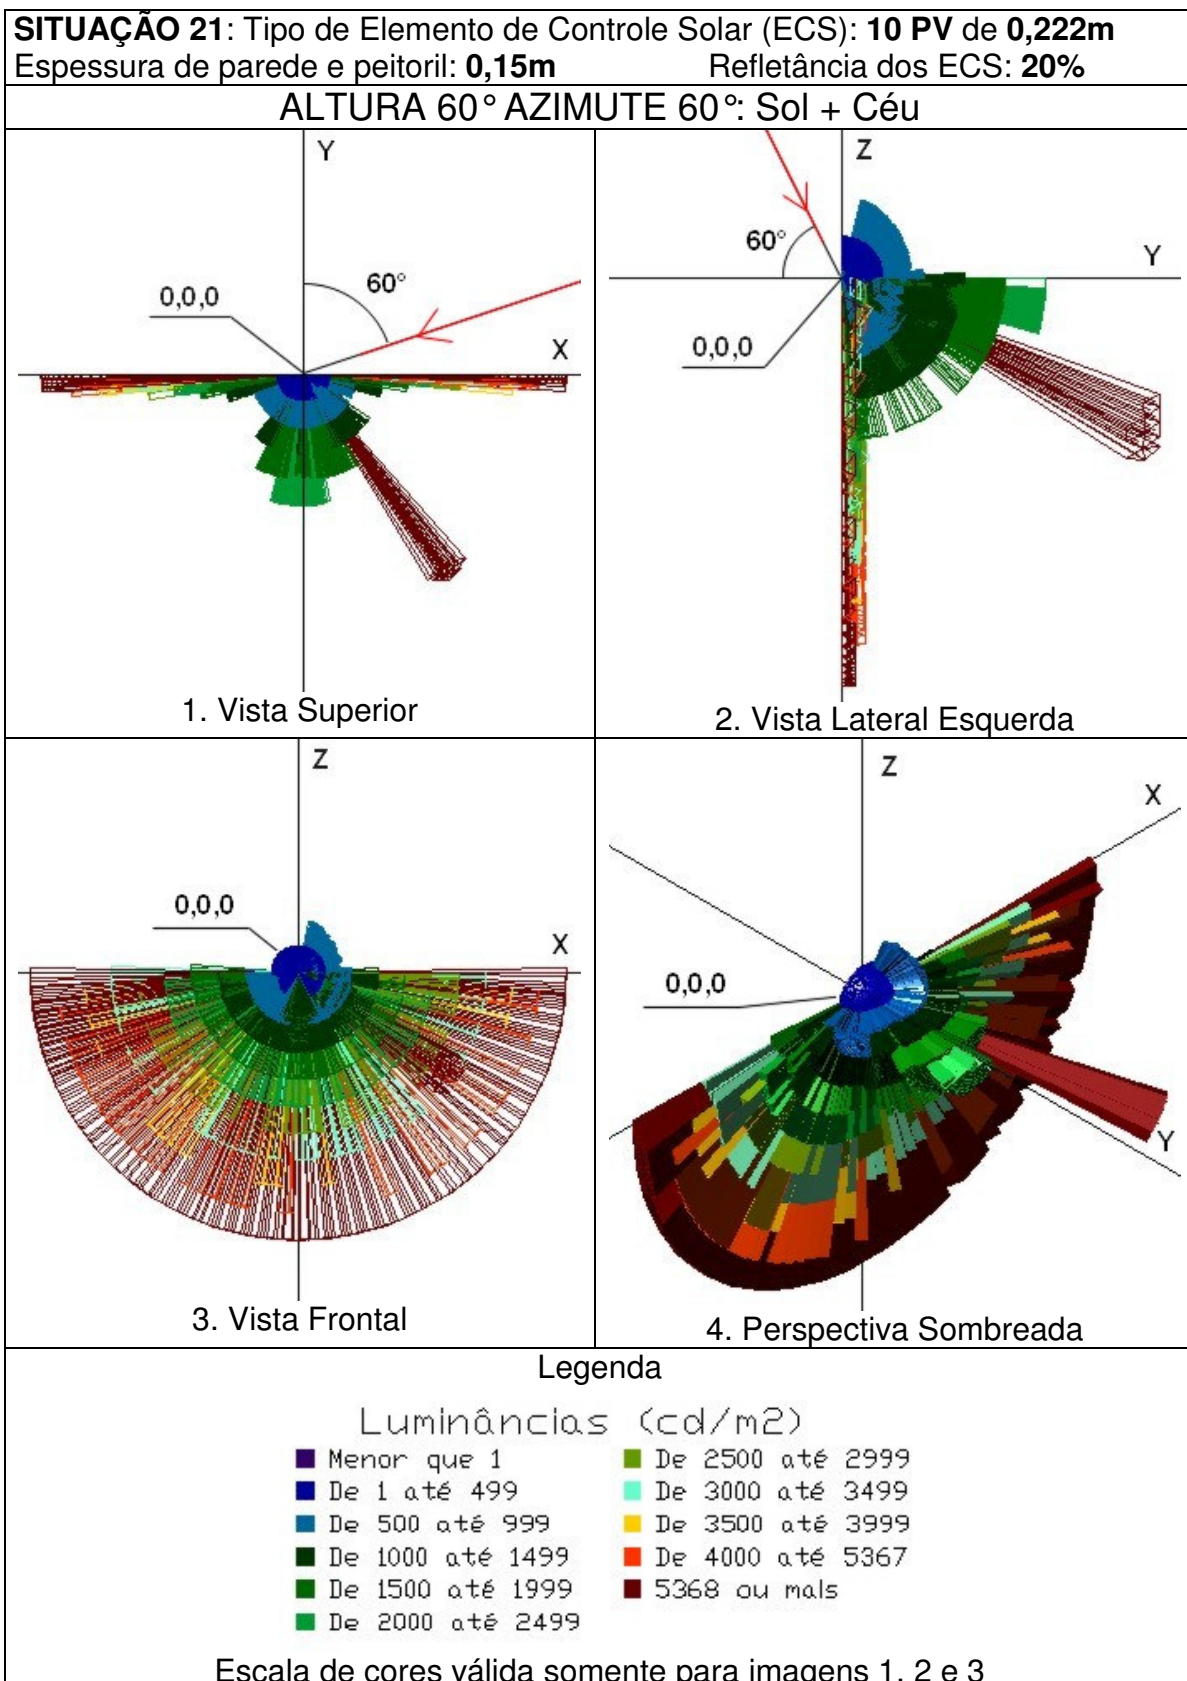 SITUAÇÃO 21: Tipo de Elemento de Controle Solar (ECS): 10 PV de 0,222m
Espessura de parede e peitoril: 0,15m Refletância dos ECS: 20%
ALTURA 60° AZIMUTE 60°: Sol + Céu
Y
60°
0,0,0
X
1. Vista Superior
Z
60°
Y
0,0,0
2. Vista Lateral Esquerda
Z
0,0,0
X
3. Vista Frontal
Z
X
0,0,0
Y
4. Perspectiva Sombreada
Legenda
Luminâncias (cd/m2)
Menor que 1
De 1 até 499
De 500 até 999
De 1000 até 1499
De 1500 até 1999
De 2000 até 2499
De 2500 até 2999
De 3000 até 3499
De 3500 até 3999
De 4000 até 5367
5368 ou mais
Escala de cores válida somente para imagens 1, 2 e 3